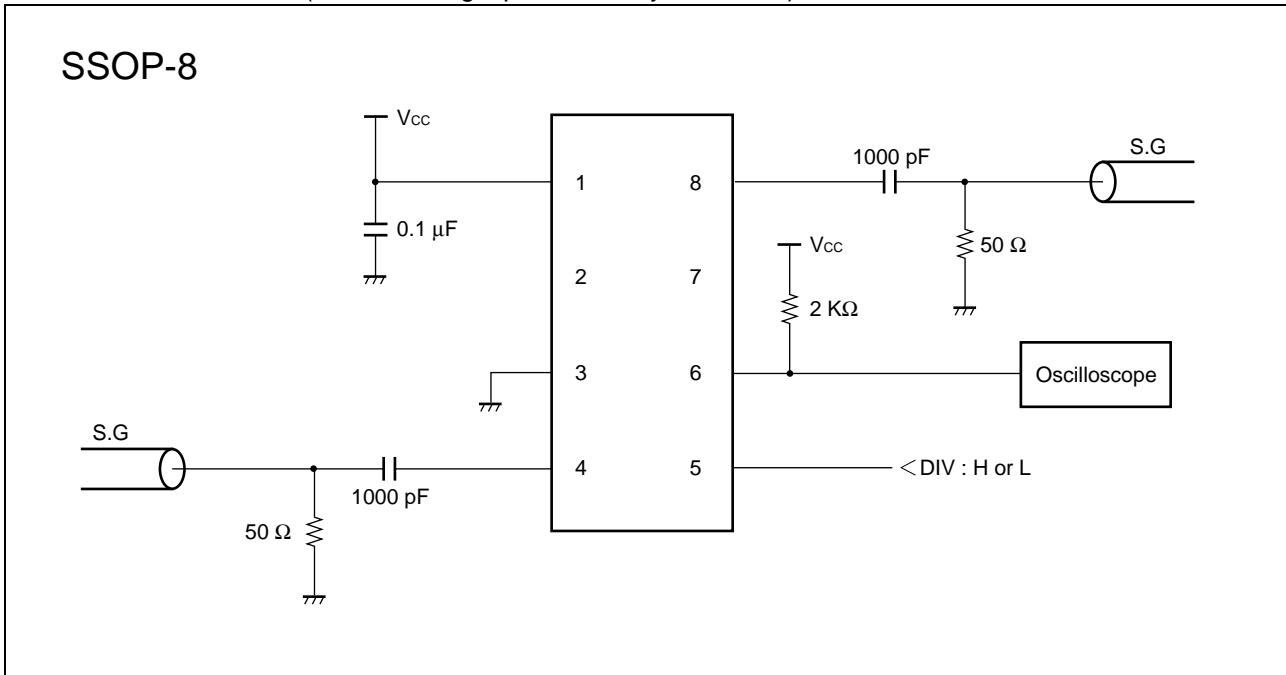 SSOP-8
VCC
1000 pF
S.G
1
8
0.1 μF
50 Ω
VCC
2
7
2 KΩ
3
6
Oscilloscope
S.G
4
5
<DIV : H or L
1000 pF
50 Ω